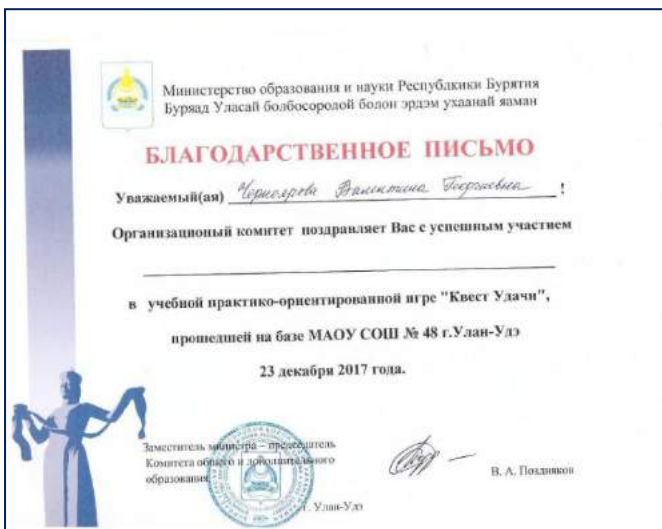 Министерство образования и науки Республкики Бурятия
Буряад Уласай болбосоролой болон эрдэм ухаанай яаман
БЛАГОДАРСТВЕННОЕ ПИСЬМО
Уважаемый(ая) Черноярова Валентина Георгиевна !
Организационый комитет поздравляет Вас с успешным участием
в учебной практико-ориентированной игре "Квест Удачи",
прошедшей на базе МАОУ СОШ № 48 г.Улан-Удэ
23 декабря 2017 года.
Заместитель министра – председатель
Комитета общего и дополнительного
образования
В. А. Поздняков
г. Улан-Удэ